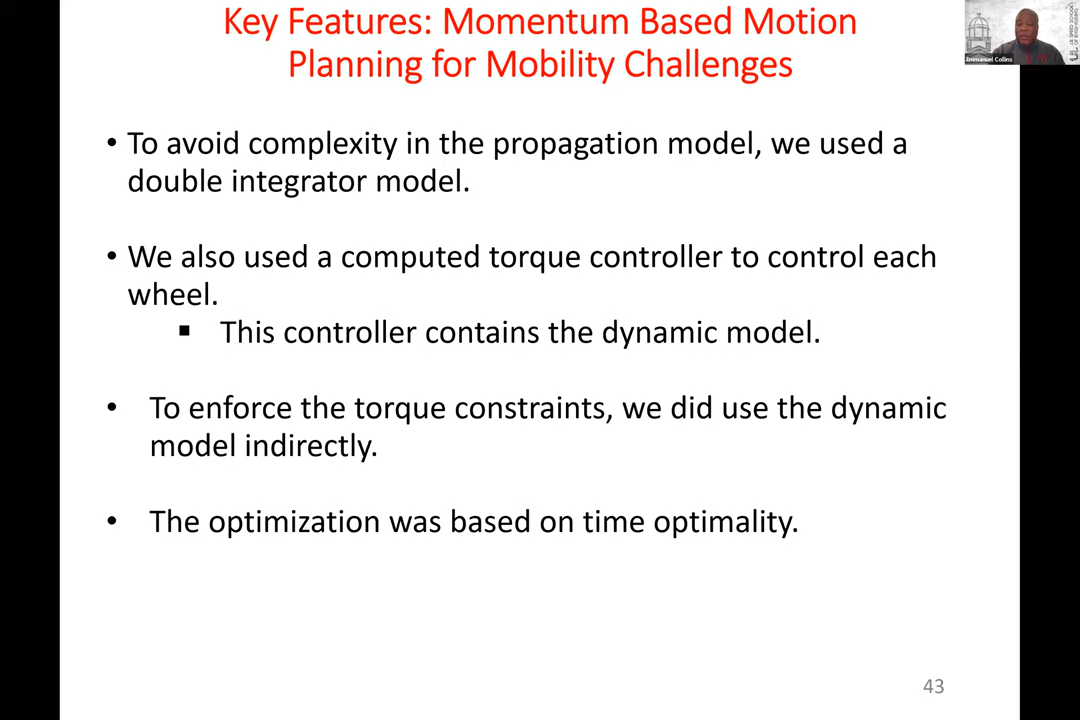 Key Features: Momentum Based Motion
Planning for Mobility Challenges
• To avoid complexity in the propagation model, we used a
double integrator model.
• We also used a computed torque controller to control each
wheel.
▪ This controller contains the dynamic model.
• To enforce the torque constraints, we did use the dynamic
model indirectly.
• The optimization was based on time optimality.
43
Emmanuel Collins